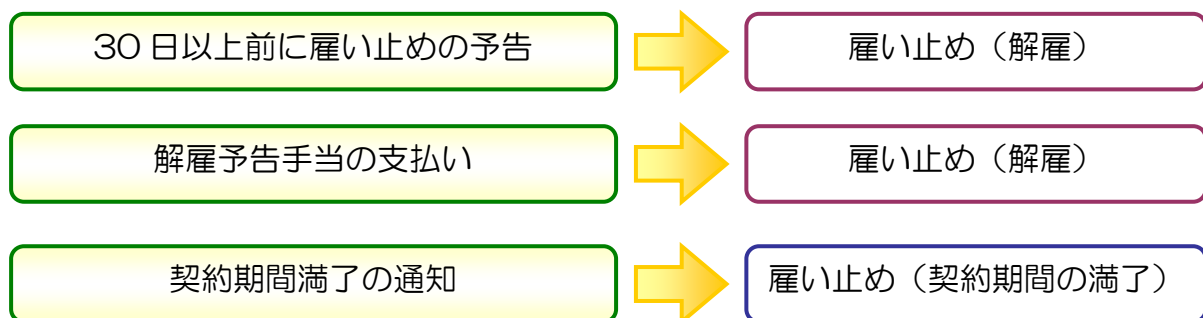 30日以上前に雇い止めの予告
雇い止め（解雇）
解雇予告手当の支払い
雇い止め（解雇）
契約期間満了の通知
雇い止め（契約期間の満了）